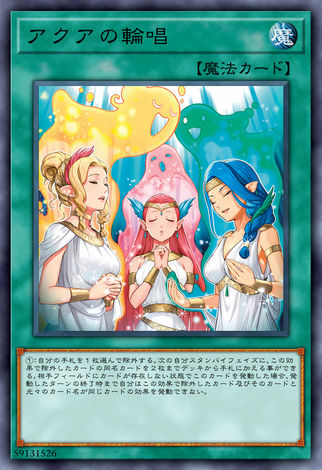 アクアの輪唱
魔
【魔法カード】
①:自分の手札を1枚選んで除外する。次の自分スタンバイフェイズに、この
効果で除外したカードの同名カードを2枚までデッキから手札に加える事ができ
る。相手フィールドにカードが存在しない状態でこのカードを発動した場合、発
動したターンの終了時まで自分はこの効果で除外したカード及びそのカードと
元々のカード名が同じカードの効果を発動できない。
59131526